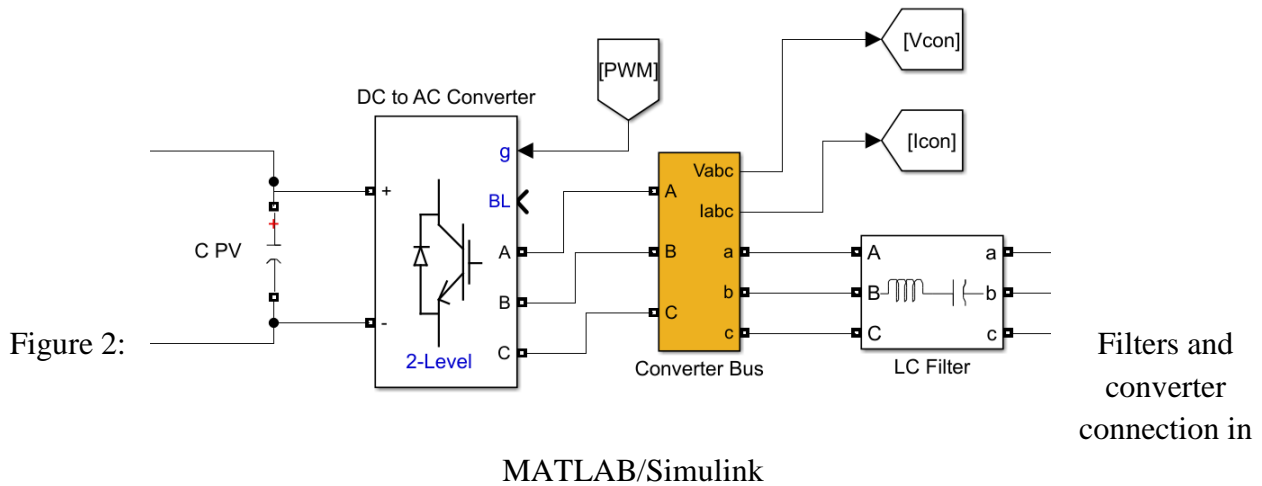 [Vcon]
[PWM]
DC to AC Converter
[Icon]
g
Vabc
+
A
BL
Iabc
+
C PV
A
B
a
A
a
B
b
B
b
-
C
C
c
C
c
2-Level
Converter Bus
LC Filter
Figure 2:
Filters and
converter
connection in
MATLAB/Simulink